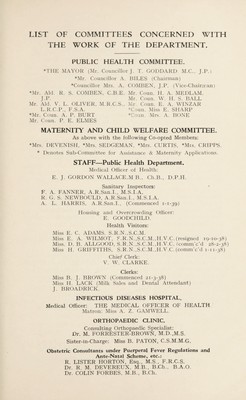 LIST OF COMMITTEES CONCERNED WITH
THE WORK OF THE DEPARTMENT.
PUBLIC HEALTH COMMITTEE.
*THE MAYOR (Mr. Councillor J. T. GODDARD M.C., J.P.)
*Mr. Councillor A. BILES (Chairman)
*Councillor Mrs. A. COMBEN, J.P. (Vice-Chairman)
*Mr. Ald. R. S. COMBEN, C.B.E. J.P.
Mr. Coun. H. A. MEDLAM.
Mr. Coun. W. H. S. BALL
Mr. Ald. V. L. OLIVER, M.R.C.S., L.R.C.P., F.S.A.
Mr. Coun. E. A. WINZAR
*Coun. Miss E. SHARP
*Mr. Coun. A. P. BURT
*Coun. Mrs. A. BONE
Mr. Coun. P. E. ELMES
MATERNITY AND CHILD WELFARE COMMITTEE.
As above with the following Co-opted Members:
*Mrs. DEVENISH, *Mrs. SEDGEMAN, *Mrs. CURTIS, *Mrs. CRIPPS.
* Denotes Sub-Committee for Assistance & Maternity Applications.
STAFF—Public Health Department.
Medical Officer of Health:
E. J. GORDON WALLACE M.B., Ch.B., D.P.H.
Sanitary Inspectors:
F. A. FANNER, A.R.San.I., M.S.I.A.
R. G. S. NEWBOULD, A.R.San.I., M.S.I.A.
A. L. HARRIS, A.R.San.I., (Commenced 1-2-39)
Housing and Overcrowding Officer:
E. GOODCHILD.
Health Visitors:
Miss E. C. ADAMS S.R.N., S.C.M.
Miss E. A. WILMOT, F.R.N., S.C.M., H.V.C. (resigned 19-10-38)
Miss D. B. ALLGOOD, S.R.N., S.C.M., H.V.C. (comm'c'd 28-3-38)
Miss H. GRIFFITHS, S.R.N., S.C.M., H.V.C. (comm'c'd 1-11-38)
Chief Clerk:
V. W. CLARKE.
Clerks:
Miss B. J. BROWN (Commenced 21-3-38)
Miss H. LACK (Milk Sales and Dental Attendant)
J. BROADRICK.
INFECTIOUS DISEASES HOSPITAL,
Medical Officer: THE MEDICAL OFFICER OF HEALTH
Matron: Miss A. Z. GAMWELL.
ORTHOPAEDIC CLINIC,
Consulting Orthopaedic Specialist:
Dr. M. FORRESTER-BROWN, M.D., M.S.
Sister-in-Charge: Miss B. PATON, C.S.M.M.G.
Obstetric Consultants under Puerperal Fever Regulations and
Ante-Natal Scheme, etc.:
R. LISTER HORTON, Esq., M.S., F.R.C.S.
Dr. R. M. DEVEREUX, M.B., B.Ch., B.A.O.
Dr. COLIN FORBES, M.B., B.Ch.